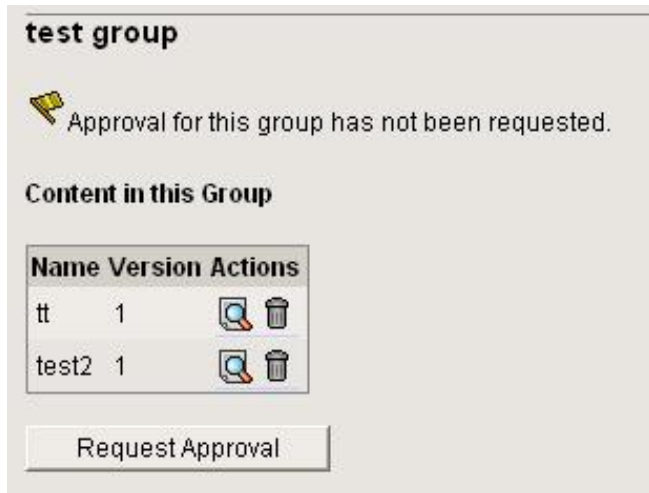 test group
Approval for this group has not been requested.
Content in this Group
Name Version Actions
tt 1
test2 1
Request Approval